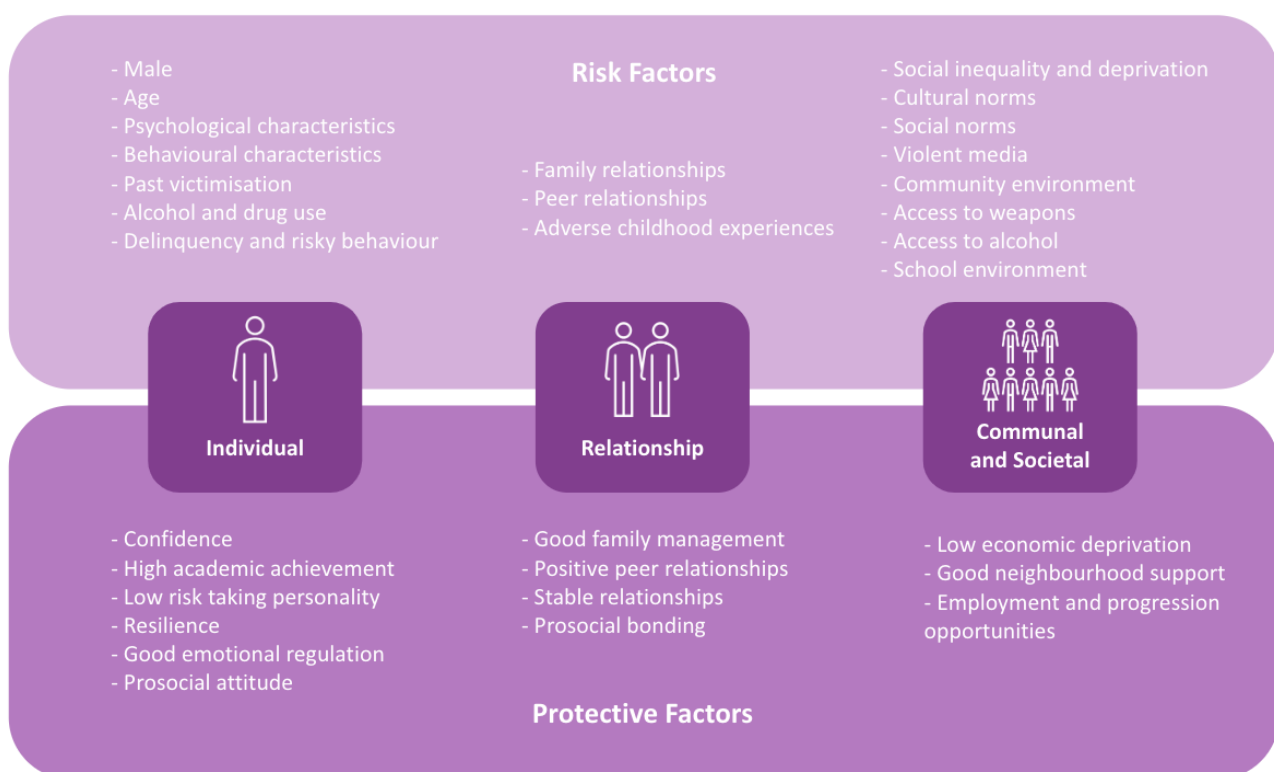 Risk Factors
- Male
- Age
- Psychological characteristics
- Behavioural characteristics
- Past victimisation
- Alcohol and drug use
- Delinquency and risky behaviour
- Family relationships
- Peer relationships
- Adverse childhood experiences
- Social inequality and deprivation
- Cultural norms
- Social norms
- Violent media
- Community environment
- Access to weapons
- Access to alcohol
- School environment
Individual
Relationship
Communal
and Societal
- Confidence
- High academic achievement
- Low risk taking personality
- Resilience
- Good emotional regulation
- Prosocial attitude
- Good family management
- Positive peer relationships
- Stable relationships
- Prosocial bonding
- Low economic deprivation
- Good neighbourhood support
- Employment and progression
opportunities
Protective Factors